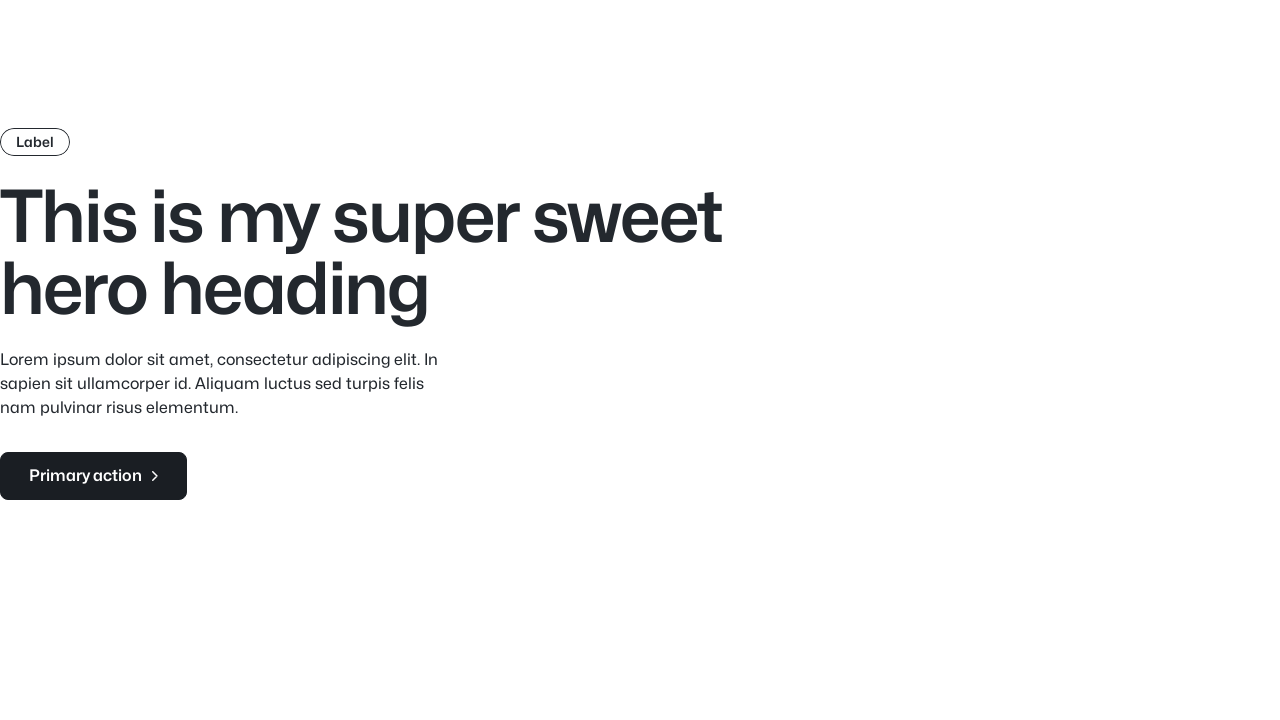 Label
This is my super sweet
hero heading
Lorem ipsum dolor sit amet, consectetur adipiscing elit. In
sapien sit ullamcorper id. Aliquam luctus sed turpis felis
nam pulvinar risus elementum.
Primary action